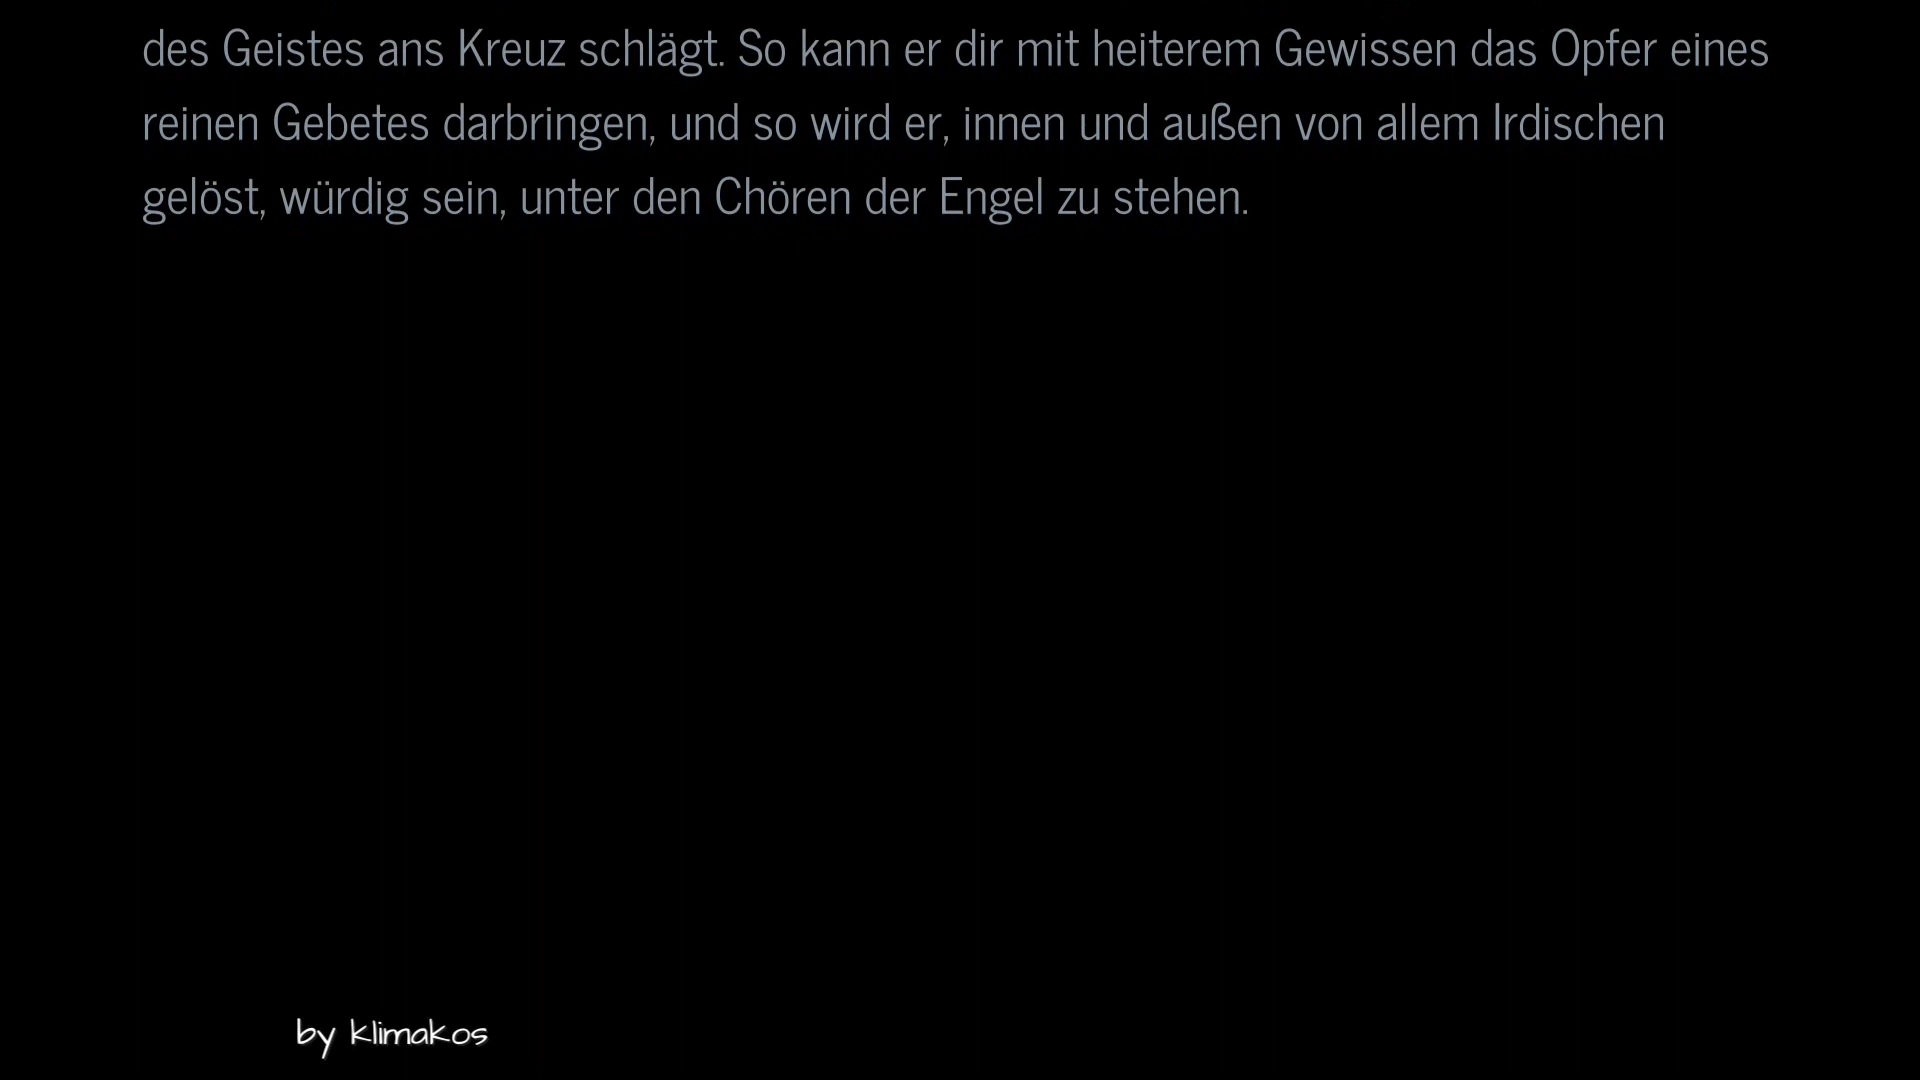 des Geistes ans Kreuz schlägt. So kann er dir mit heiterem Gewissen das Opfer eines
reinen Gebetes darbringen, und so wird er, innen und außen von allem Irdischen
gelöst, würdig sein, unter den Chören der Engel zu stehen.
by klimakos